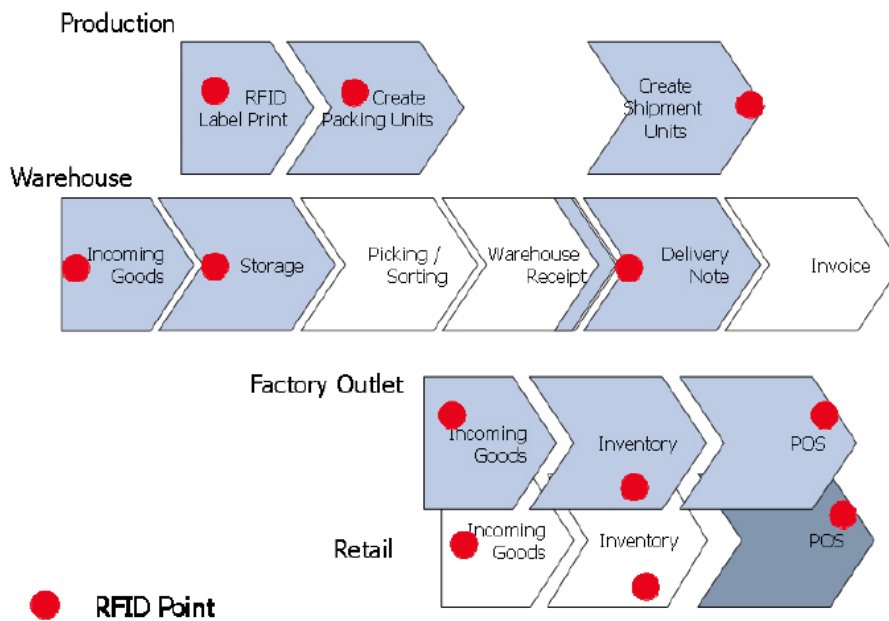 Production
RFID
Label Print
Create
Packing Units
Create
Shipment
Units
Warehouse
Incoming
Goods
Storage
Picking /
Sorting
Warehouse
Receipt
Delivery
Note
Invoice
Factory Outlet
Incoming
Goods
Inventory
POS
Retail
Incoming
Goods
Inventory
POS
RFID Point